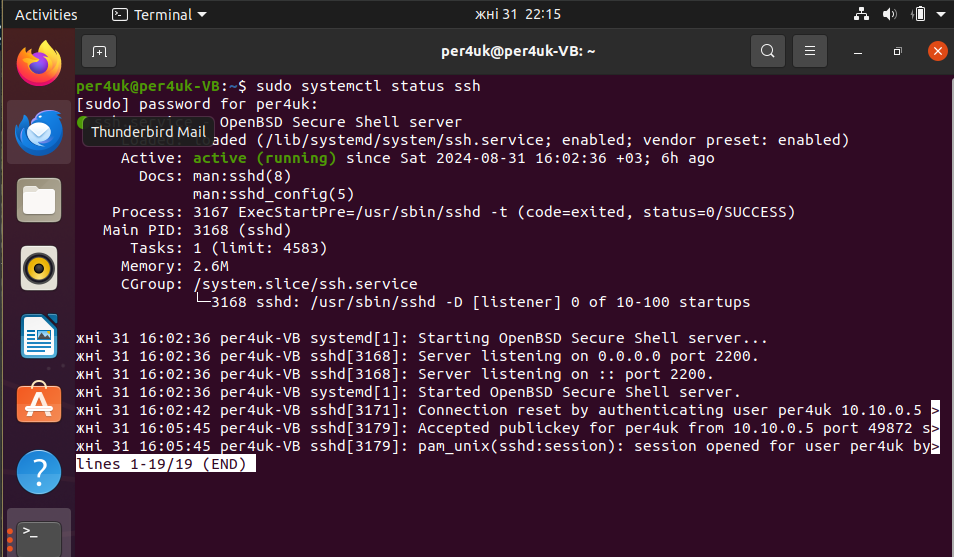 Activities Terminal жні 31 22:15
per4uk@per4uk-VB: ~
per4uk@per4uk-VB:~$ sudo systemctl status ssh
[sudo] password for per4uk:
OpenBSD Secure Shell server
Thunderbird Mail
(/lib/systemd/system/ssh.service; enabled; vendor preset: enabled)
Active: active (running) since Sat 2024-08-31 16:02:36 +03; 6h ago
Docs: man:sshd(8)
man:sshd_config(5)
Process: 3167 ExecStartPre=/usr/sbin/sshd -t (code=exited, status=0/SUCCESS)
Main PID: 3168 (sshd)
Tasks: 1 (limit: 4583)
Memory: 2.6M
CGroup: /system.slice/ssh.service
└─3168 sshd: /usr/sbin/sshd -D [listener] 0 of 10-100 startups
жні 31 16:02:36 per4uk-VB systemd[1]: Starting OpenBSD Secure Shell server...
жні 31 16:02:36 per4uk-VB sshd[3168]: Server listening on 0.0.0.0 port 2200.
жні 31 16:02:36 per4uk-VB sshd[3168]: Server listening on :: port 2200.
жні 31 16:02:36 per4uk-VB systemd[1]: Started OpenBSD Secure Shell server.
жні 31 16:02:42 per4uk-VB sshd[3171]: Connection reset by authenticating user per4uk 10.10.0.5 >
жні 31 16:05:45 per4uk-VB sshd[3179]: Accepted publickey for per4uk from 10.10.0.5 port 49872 s>
жні 31 16:05:45 per4uk-VB sshd[3179]: pam_unix(sshd:session): session opened for user per4uk by>
lines 1-19/19 (END)